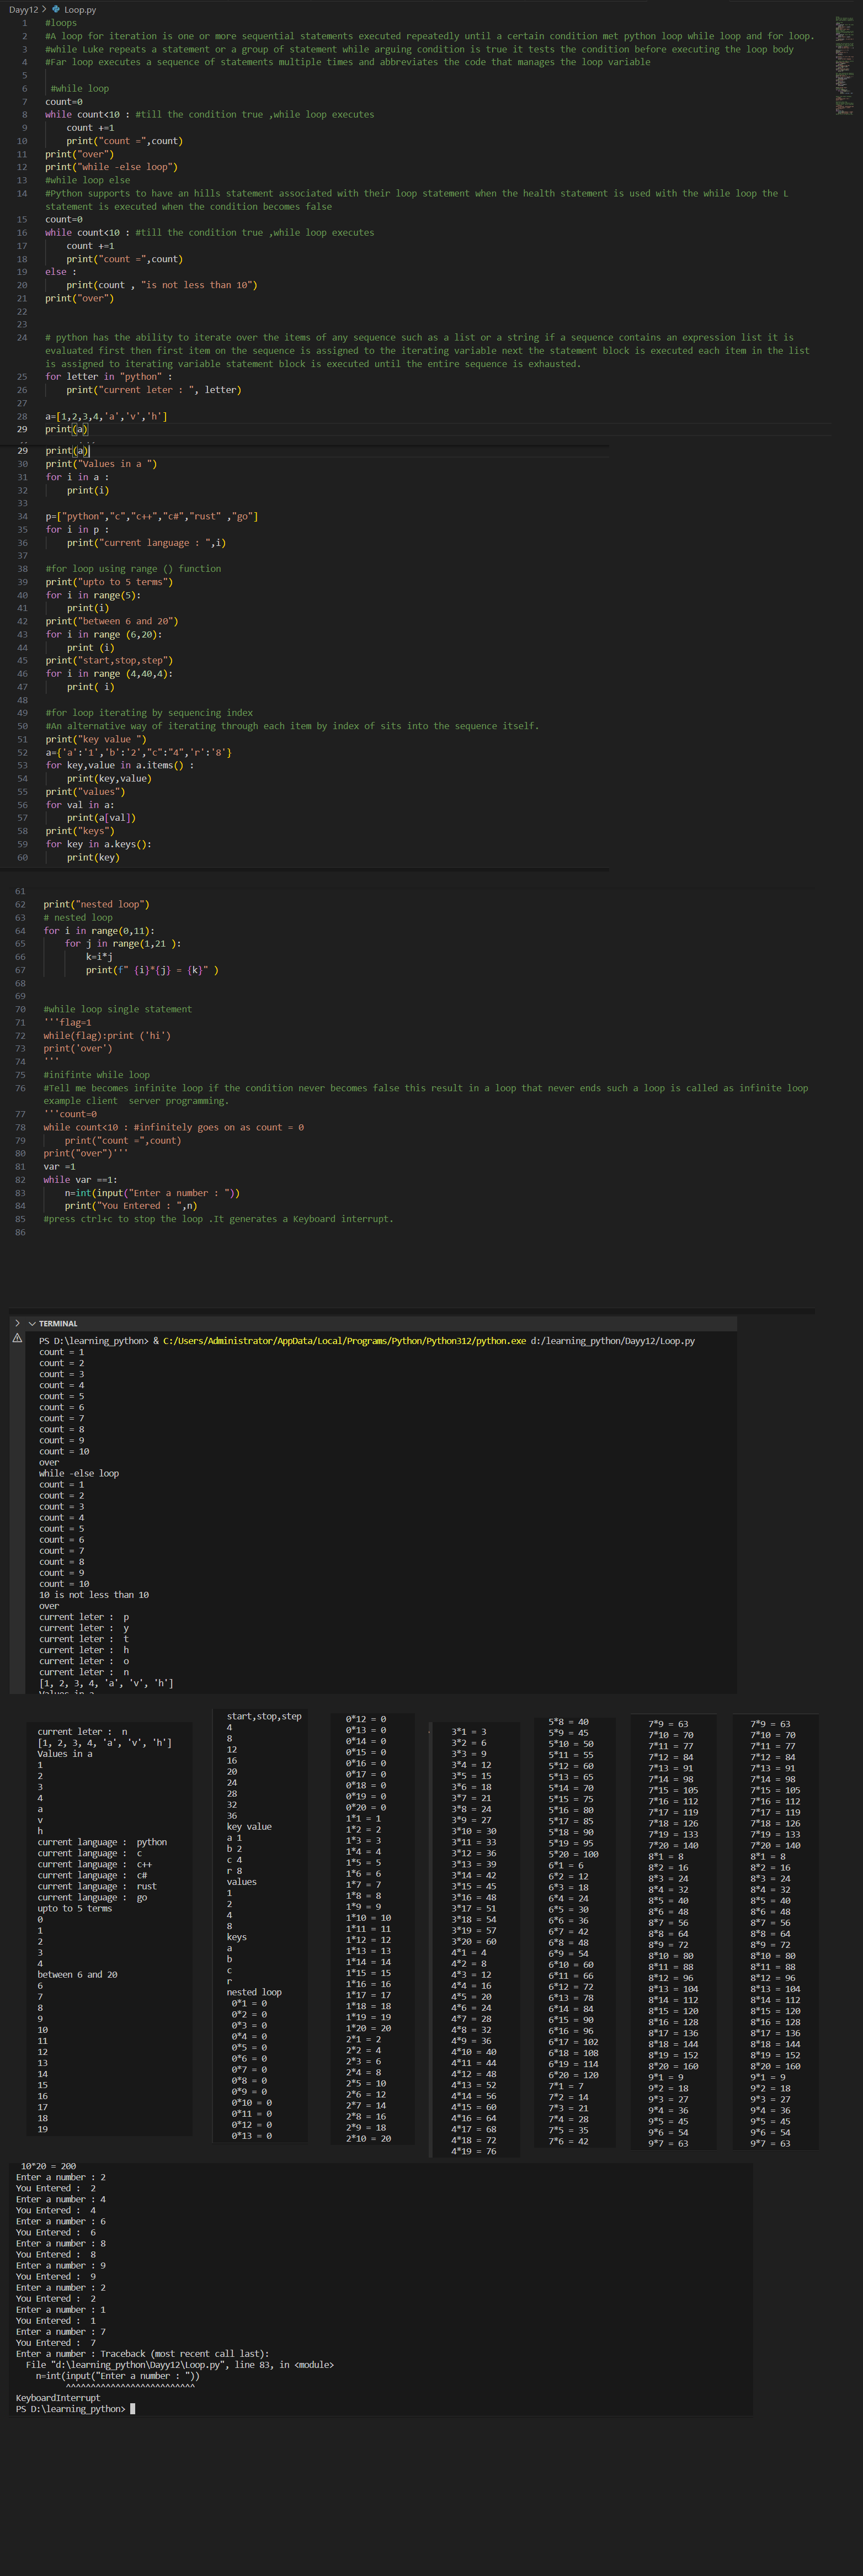 Dayy12 > Loop.py
1 #loops
2 #A loop for iteration is one or more sequential statements executed repeatedly until a certain condition met python loop while loop and for loop.
3 #while Luke repeats a statement or a group of statement while arguing condition is true it tests the condition before executing the loop body
4 #Far loop executes a sequence of statements multiple times and abbreviates the code that manages the loop variable
5
6 #while loop
7 count=0
8 while count<10 : #till the condition true ,while loop executes
9 count +=1
10 print("count =",count)
11 print("over")
12 print("while -else loop")
13 #while loop else
14 #Python supports to have an hills statement associated with their loop statement when the health statement is used with the while loop the L
statement is executed when the condition becomes false
15 count=0
16 while count<10 : #till the condition true ,while loop executes
17 count +=1
18 print("count =",count)
19 else :
20 print(count , "is not less than 10")
21 print("over")
22
23
24 # python has the ability to iterate over the items of any sequence such as a list or a string if a sequence contains an expression list it is
evaluated first then first item on the sequence is assigned to the iterating variable next the statement block is executed each item in the list
is assigned to iterating variable statement block is executed until the entire sequence is exhausted.
25 for letter in "python" :
26 print("current leter : ", letter)
27
28 a=[1,2,3,4,'a','v','h']
29 print(a)
29 print(a)
30 print("Values in a ")
31 for i in a :
32 print(i)
33
34 p=["python","c","c++","c#","rust" ,"go"]
35 for i in p :
36 print("current language : ",i)
37
38 #for loop using range () function
39 print("upto to 5 terms")
40 for i in range(5):
41 print(i)
42 print("between 6 and 20")
43 for i in range (6,20):
44 print (i)
45 print("start,stop,step")
46 for i in range (4,40,4):
47 print( i)
48
49 #for loop iterating by sequencing index
50 #An alternative way of iterating through each item by index of sits into the sequence itself.
51 print("key value ")
52 a={'a':'1','b':'2',"c":"4",'r':'8'}
53 for key,value in a.items() :
54 print(key,value)
55 print("values")
56 for val in a:
57 print(a[val])
58 print("keys")
59 for key in a.keys():
60 print(key)
61
62 print("nested loop")
63 # nested loop
64 for i in range(0,11):
65 for j in range(1,21 ):
66 k=i*j
67 print(f" {i}*{j} = {k}" )
68
69
70 #while loop single statement
71 '''flag=1
72 while(flag):print ('hi')
73 print('over')
74 '''
75 #inifinte while loop
76 #Tell me becomes infinite loop if the condition never becomes false this result in a loop that never ends such a loop is called as infinite loop
example client  server programming.
77 '''count=0
78 while count<10 : #infinitely goes on as count = 0
79 print("count =",count)
80 print("over")'''
81 var =1
82 while var ==1:
83 n=int(input("Enter a number : "))
84 print("You Entered : ",n)
85 #press ctrl+c to stop the loop .It generates a Keyboard interrupt.
86
TERMINAL
PS D:\learning_python> & C:/Users/Administrator/AppData/Local/Programs/Python/Python312/python.exe d:/learning_python/Dayy12/Loop.py
count = 1
count = 2
count = 3
count = 4
count = 5
count = 6
count = 7
count = 8
count = 9
count = 10
over
while -else loop
count = 1
count = 2
count = 3
count = 4
count = 5
count = 6
count = 7
count = 8
count = 9
count = 10
10 is not less than 10
over
current leter :  p
current leter :  y
current leter :  t
current leter :  h
current leter :  o
current leter :  n
[1, 2, 3, 4, 'a', 'v', 'h']
Values in a
current leter :  n
[1, 2, 3, 4, 'a', 'v', 'h']
Values in a
1
2
3
4
a
v
h
current language :  python
current language :  c
current language :  c++
current language :  c#
current language :  rust
current language :  go
upto to 5 terms
0
1
2
3
4
between 6 and 20
6
7
8
9
10
11
12
13
14
15
16
17
18
19
start,stop,step
4
8
12
16
20
24
28
32
36
key value
a 1
b 2
c 4
r 8
values
1
2
4
8
keys
a
b
c
r
nested loop
0*1 = 0
0*2 = 0
0*3 = 0
0*4 = 0
0*5 = 0
0*6 = 0
0*7 = 0
0*8 = 0
0*9 = 0
0*10 = 0
0*11 = 0
0*12 = 0
0*13 = 0
0*12 = 0
0*13 = 0
0*14 = 0
0*15 = 0
0*16 = 0
0*17 = 0
0*18 = 0
0*19 = 0
0*20 = 0
1*1 = 1
1*2 = 2
1*3 = 3
1*4 = 4
1*5 = 5
1*6 = 6
1*7 = 7
1*8 = 8
1*9 = 9
1*10 = 10
1*11 = 11
1*12 = 12
1*13 = 13
1*14 = 14
1*15 = 15
1*16 = 16
1*17 = 17
1*18 = 18
1*19 = 19
1*20 = 20
2*1 = 2
2*2 = 4
2*3 = 6
2*4 = 8
2*5 = 10
2*6 = 12
2*7 = 14
2*8 = 16
2*9 = 18
2*10 = 20
3*1 = 3
3*2 = 6
3*3 = 9
3*4 = 12
3*5 = 15
3*6 = 18
3*7 = 21
3*8 = 24
3*9 = 27
3*10 = 30
3*11 = 33
3*12 = 36
3*13 = 39
3*14 = 42
3*15 = 45
3*16 = 48
3*17 = 51
3*18 = 54
3*19 = 57
3*20 = 60
4*1 = 4
4*2 = 8
4*3 = 12
4*4 = 16
4*5 = 20
4*6 = 24
4*7 = 28
4*8 = 32
4*9 = 36
4*10 = 40
4*11 = 44
4*12 = 48
4*13 = 52
4*14 = 56
4*15 = 60
4*16 = 64
4*17 = 68
4*18 = 72
4*19 = 76
5*8 = 40
5*9 = 45
5*10 = 50
5*11 = 55
5*12 = 60
5*13 = 65
5*14 = 70
5*15 = 75
5*16 = 80
5*17 = 85
5*18 = 90
5*19 = 95
5*20 = 100
6*1 = 6
6*2 = 12
6*3 = 18
6*4 = 24
6*5 = 30
6*6 = 36
6*7 = 42
6*8 = 48
6*9 = 54
6*10 = 60
6*11 = 66
6*12 = 72
6*13 = 78
6*14 = 84
6*15 = 90
6*16 = 96
6*17 = 102
6*18 = 108
6*19 = 114
6*20 = 120
7*1 = 7
7*2 = 14
7*3 = 21
7*4 = 28
7*5 = 35
7*6 = 42
7*9 = 63
7*10 = 70
7*11 = 77
7*12 = 84
7*13 = 91
7*14 = 98
7*15 = 105
7*16 = 112
7*17 = 119
7*18 = 126
7*19 = 133
7*20 = 140
8*1 = 8
8*2 = 16
8*3 = 24
8*4 = 32
8*5 = 40
8*6 = 48
8*7 = 56
8*8 = 64
8*9 = 72
8*10 = 80
8*11 = 88
8*12 = 96
8*13 = 104
8*14 = 112
8*15 = 120
8*16 = 128
8*17 = 136
8*18 = 144
8*19 = 152
8*20 = 160
9*1 = 9
9*2 = 18
9*3 = 27
9*4 = 36
9*5 = 45
9*6 = 54
9*7 = 63
7*9 = 63
7*10 = 70
7*11 = 77
7*12 = 84
7*13 = 91
7*14 = 98
7*15 = 105
7*16 = 112
7*17 = 119
7*18 = 126
7*19 = 133
7*20 = 140
8*1 = 8
8*2 = 16
8*3 = 24
8*4 = 32
8*5 = 40
8*6 = 48
8*7 = 56
8*8 = 64
8*9 = 72
8*10 = 80
8*11 = 88
8*12 = 96
8*13 = 104
8*14 = 112
8*15 = 120
8*16 = 128
8*17 = 136
8*18 = 144
8*19 = 152
8*20 = 160
9*1 = 9
9*2 = 18
9*3 = 27
9*4 = 36
9*5 = 45
9*6 = 54
9*7 = 63
10*20 = 200
Enter a number : 2
You Entered :  2
Enter a number : 4
You Entered :  4
Enter a number : 6
You Entered :  6
Enter a number : 8
You Entered :  8
Enter a number : 9
You Entered :  9
Enter a number : 2
You Entered :  2
Enter a number : 1
You Entered :  1
Enter a number : 7
You Entered :  7
Enter a number : Traceback (most recent call last):
File "d:\learning_python\Dayy12\Loop.py", line 83, in <module>
n=int(input("Enter a number : "))
^^^^^^^^^^^^^^^^^^^^^^^^^^
KeyboardInterrupt
PS D:\learning_python>